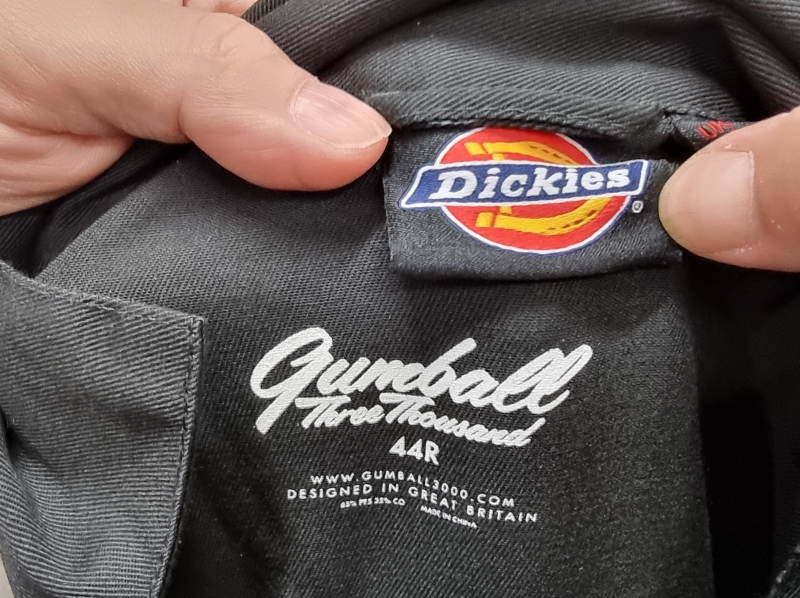 UK
Dickies
®
Gumball
Three Thousand
44R
WWW.GUMBALL3000.COM
DESIGNED IN GREAT BRITAIN
65% PES 35% CO MADE IN CHINA